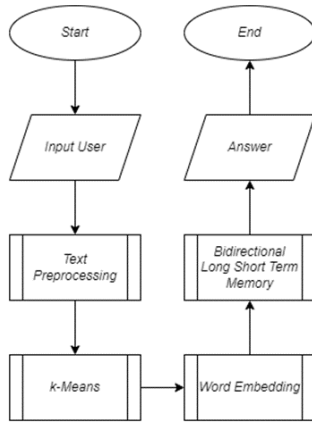 Start
Input User
Text
Preprocessing
k-Means
Word Embedding
Bidirectional
Long Short Term
Memory
Answer
End